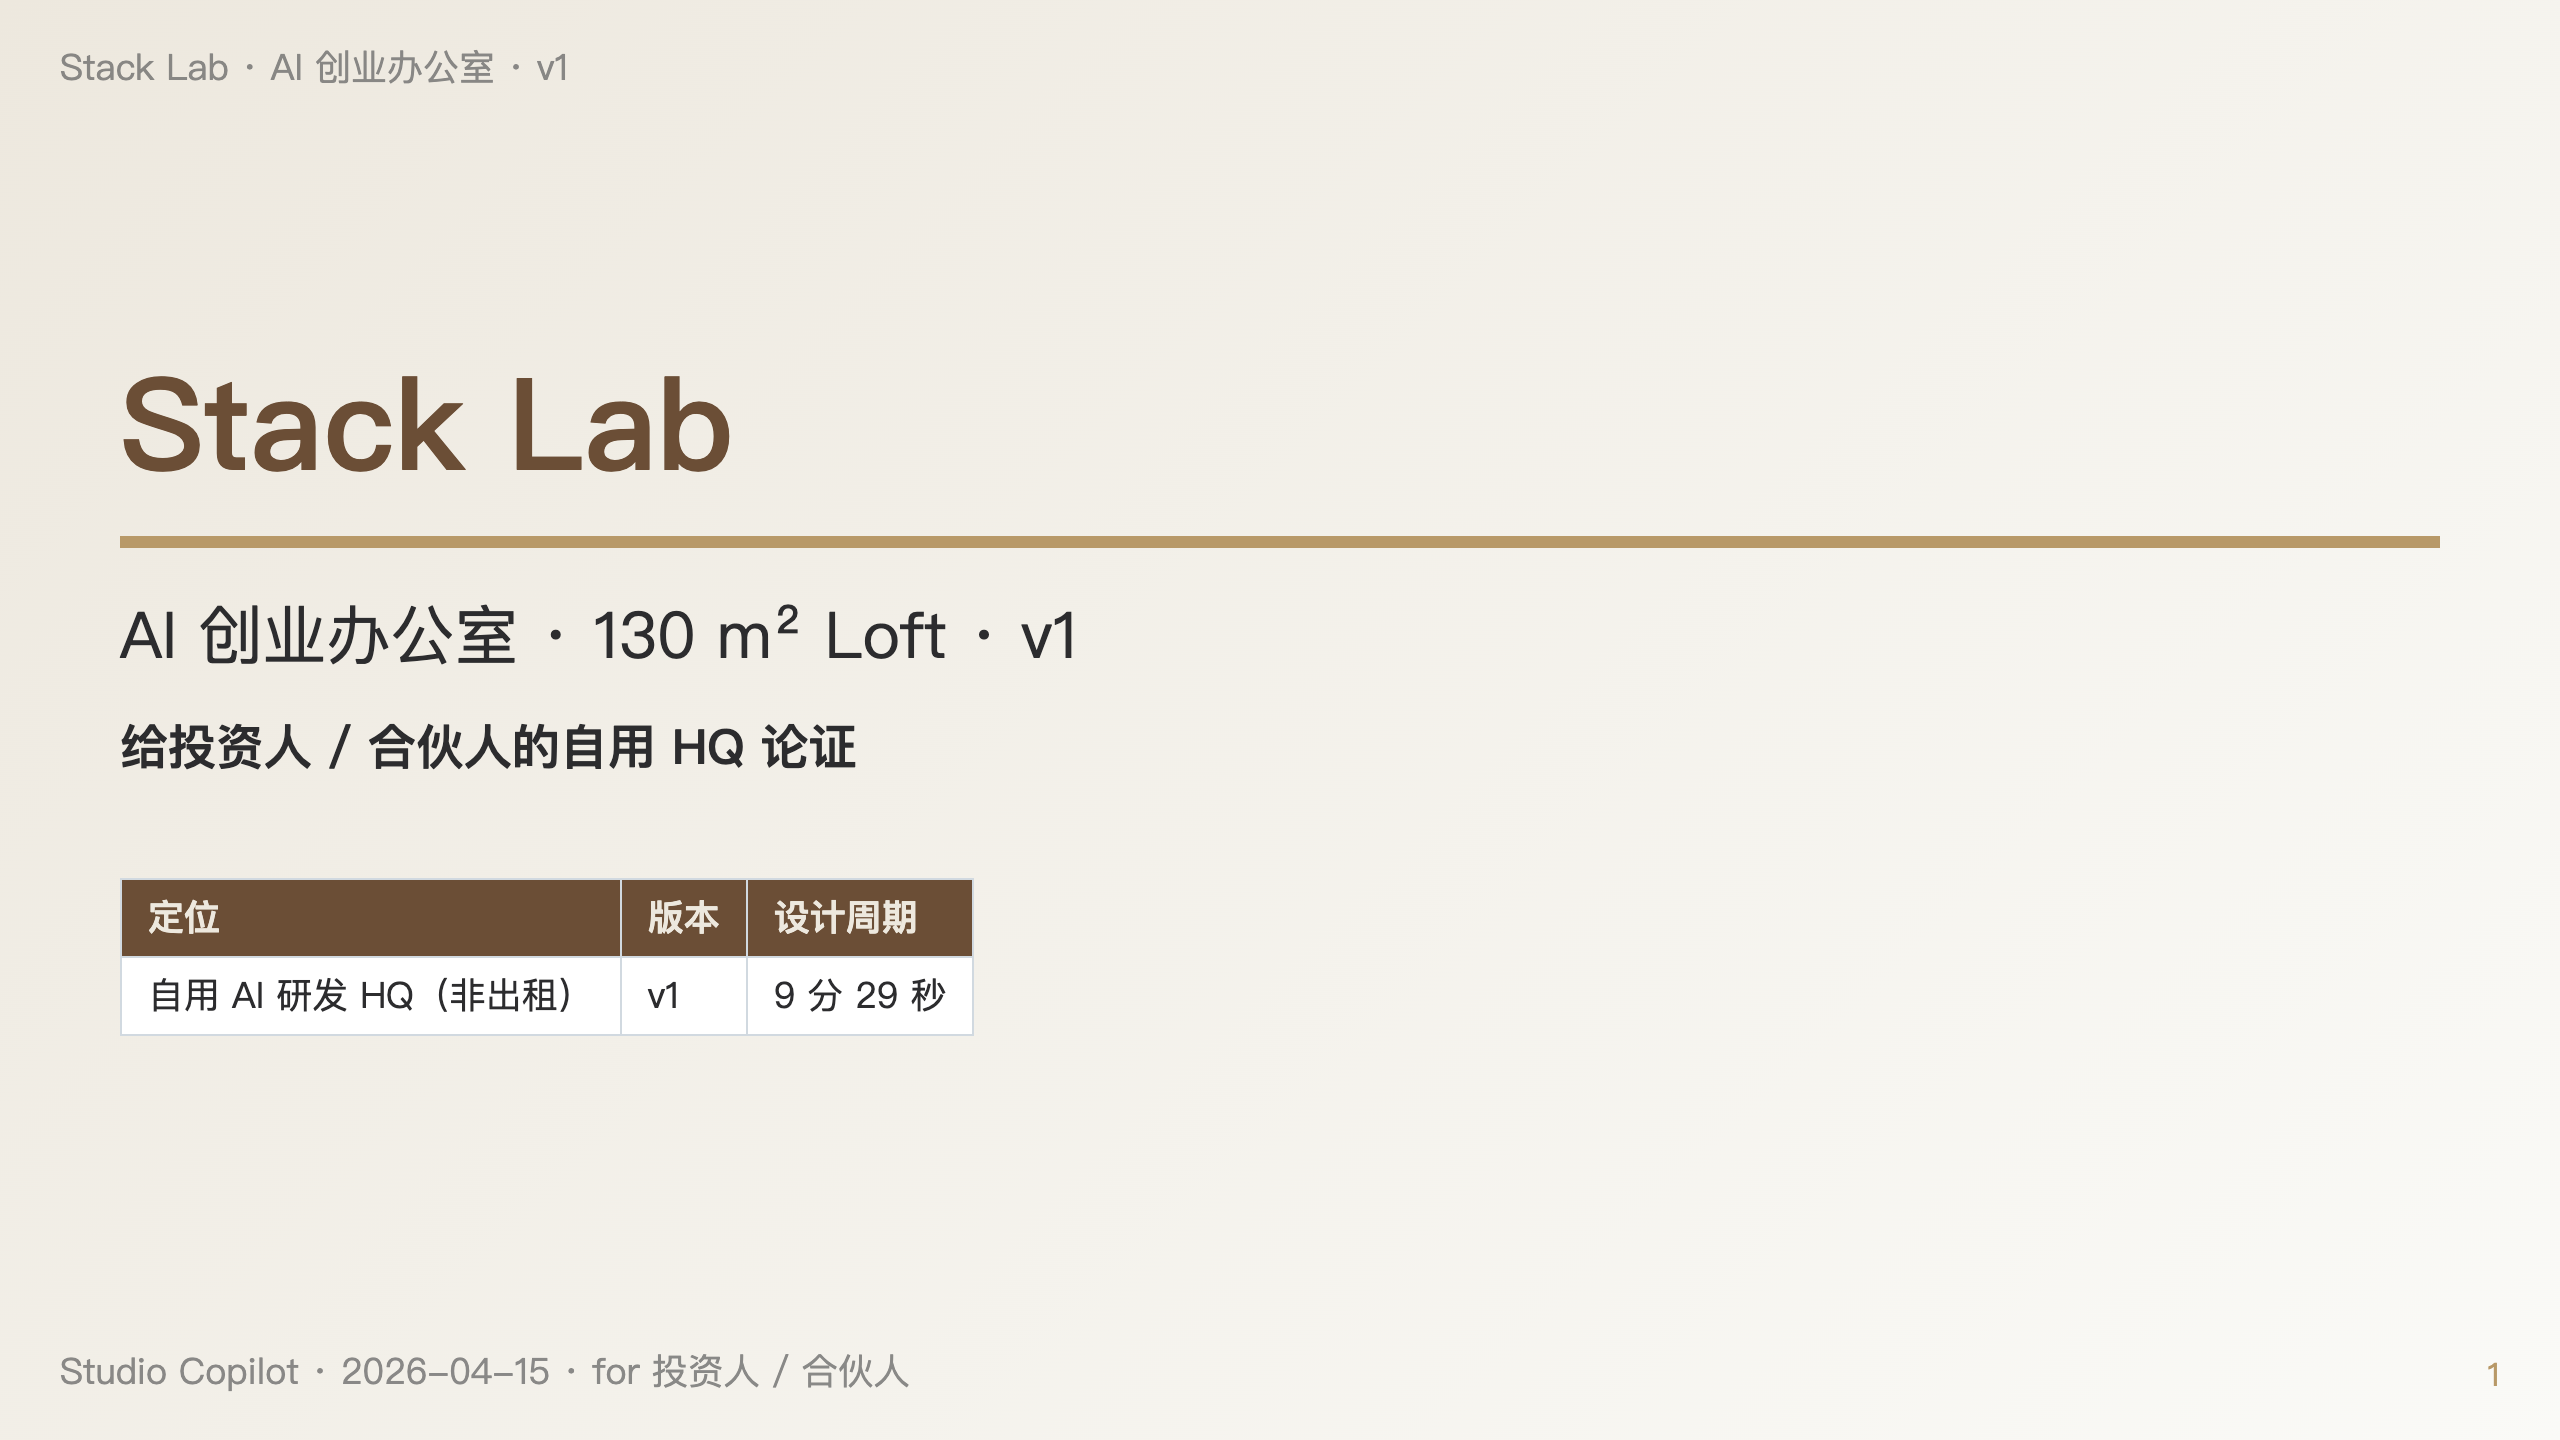 Stack Lab · AI 创业办公室 · v1
Stack Lab
AI 创业办公室 · 130 m² Loft · v1
给投资人 / 合伙人的自用 HQ 论证
定位 版本 设计周期
自用 AI 研发 HQ（非出租） v1 9 分 29 秒
Studio Copilot · 2026-04-15 · for 投资人 / 合伙人
1